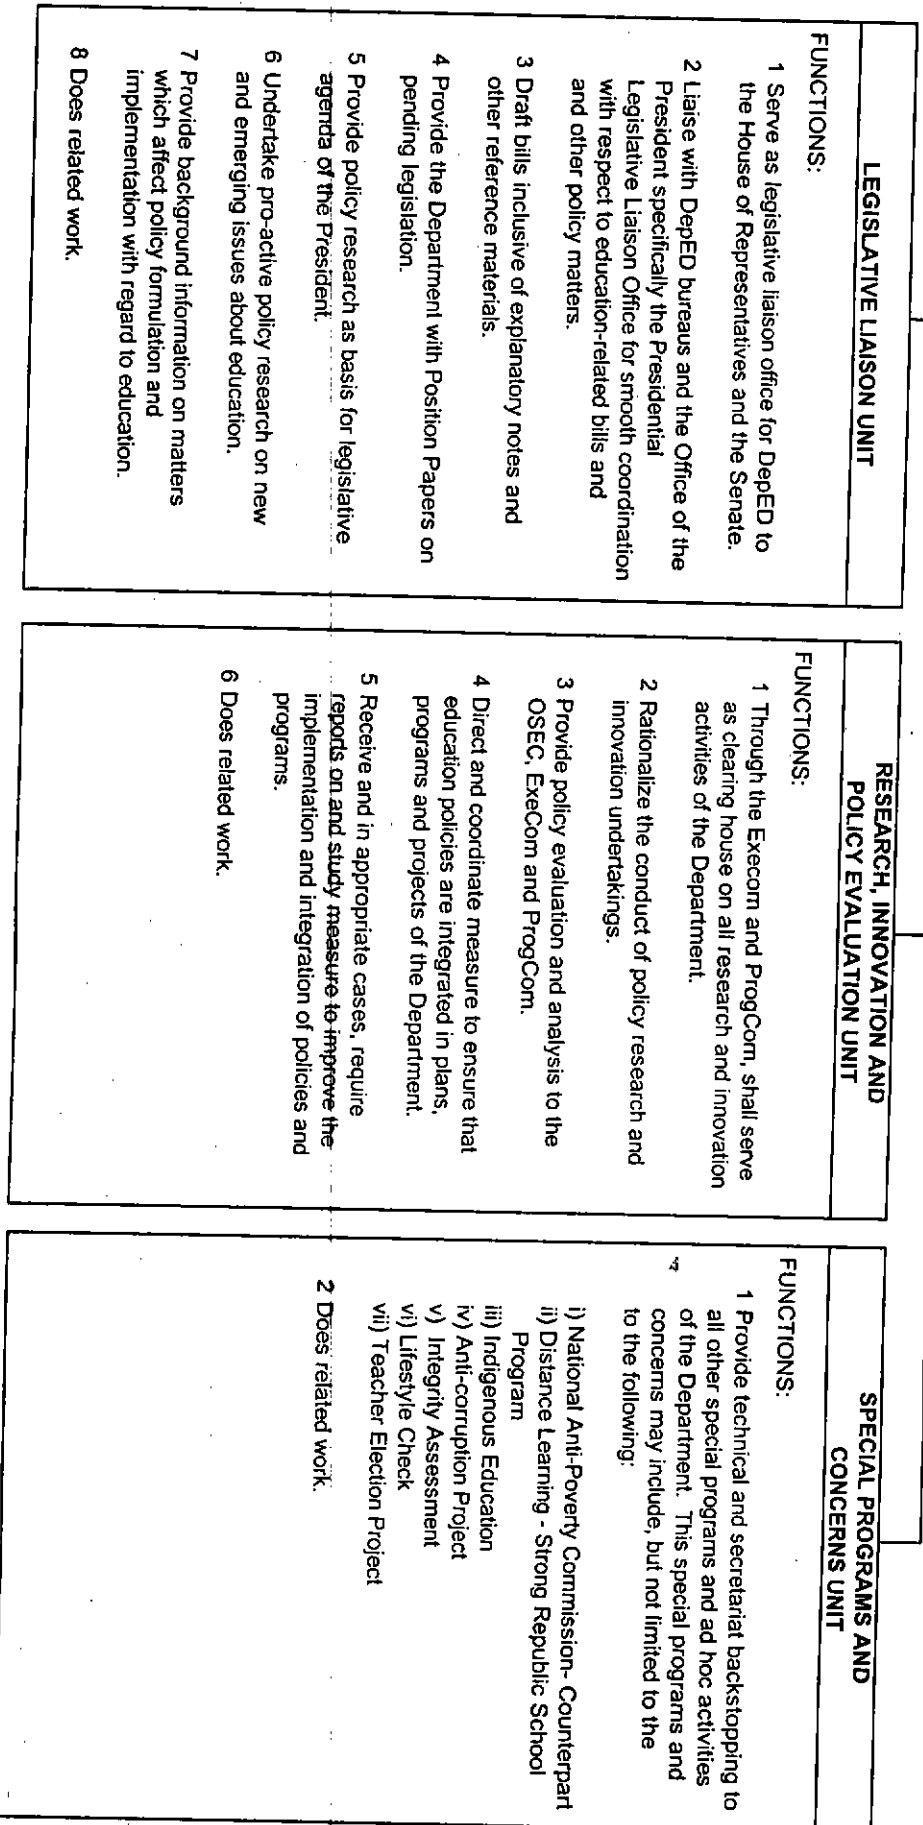 LEGISLATIVE LIAISON UNIT
FUNCTIONS:
1 Serve as legislative liaison office for DepED to
the House of Representatives and the Senate.
2 Liaise with DepED bureaus and the Office of the
President specifically the Presidential
Legislative Liaison Office for smooth coordination
with respect to education-related bills and
and other policy matters.
3 Draft bills inclusive of explanatory notes and
other reference materials.
4 Provide the Department with Position Papers on
pending legislation.
5 Provide policy research as basis for legislative
agenda of the President.
6 Undertake pro-active policy research on new
and emerging issues about education.
7 Provide background information on matters
which affect policy formulation and
implementation with regard to education.
8 Does related work.
RESEARCH, INNOVATION AND
POLICY EVALUATION UNIT
FUNCTIONS:
1 Through the Execom and ProgCom, shall serve
as clearing house on all research and innovation
activities of the Department.
2 Rationalize the conduct of policy research and
innovation undertakings.
3 Provide policy evaluation and analysis to the
OSEC, ExeCom and ProgCom.
4 Direct and coordinate measure to ensure that
education policies are integrated in plans,
programs and projects of the Department.
5 Receive and in appropriate cases, require
reports on and study measure to improve the
implementation and integration of policies and
programs.
6 Does related work.
SPECIAL PROGRAMS AND
CONCERNS UNIT
FUNCTIONS:
1 Provide technical and secretariat backstopping to
all other special programs and ad hoc activities
of the Department. This special programs and
concerns may include, but not limited to the
to the following:
i) National Anti-Poverty Commission- Counterpart
ii) Distance Learning - Strong Republic School
Program
iii) Indigenous Education
iv) Anti-corruption Project
v) Integrity Assessment
vi) Lifestyle Check
vii) Teacher Election Project
2 Does related work.